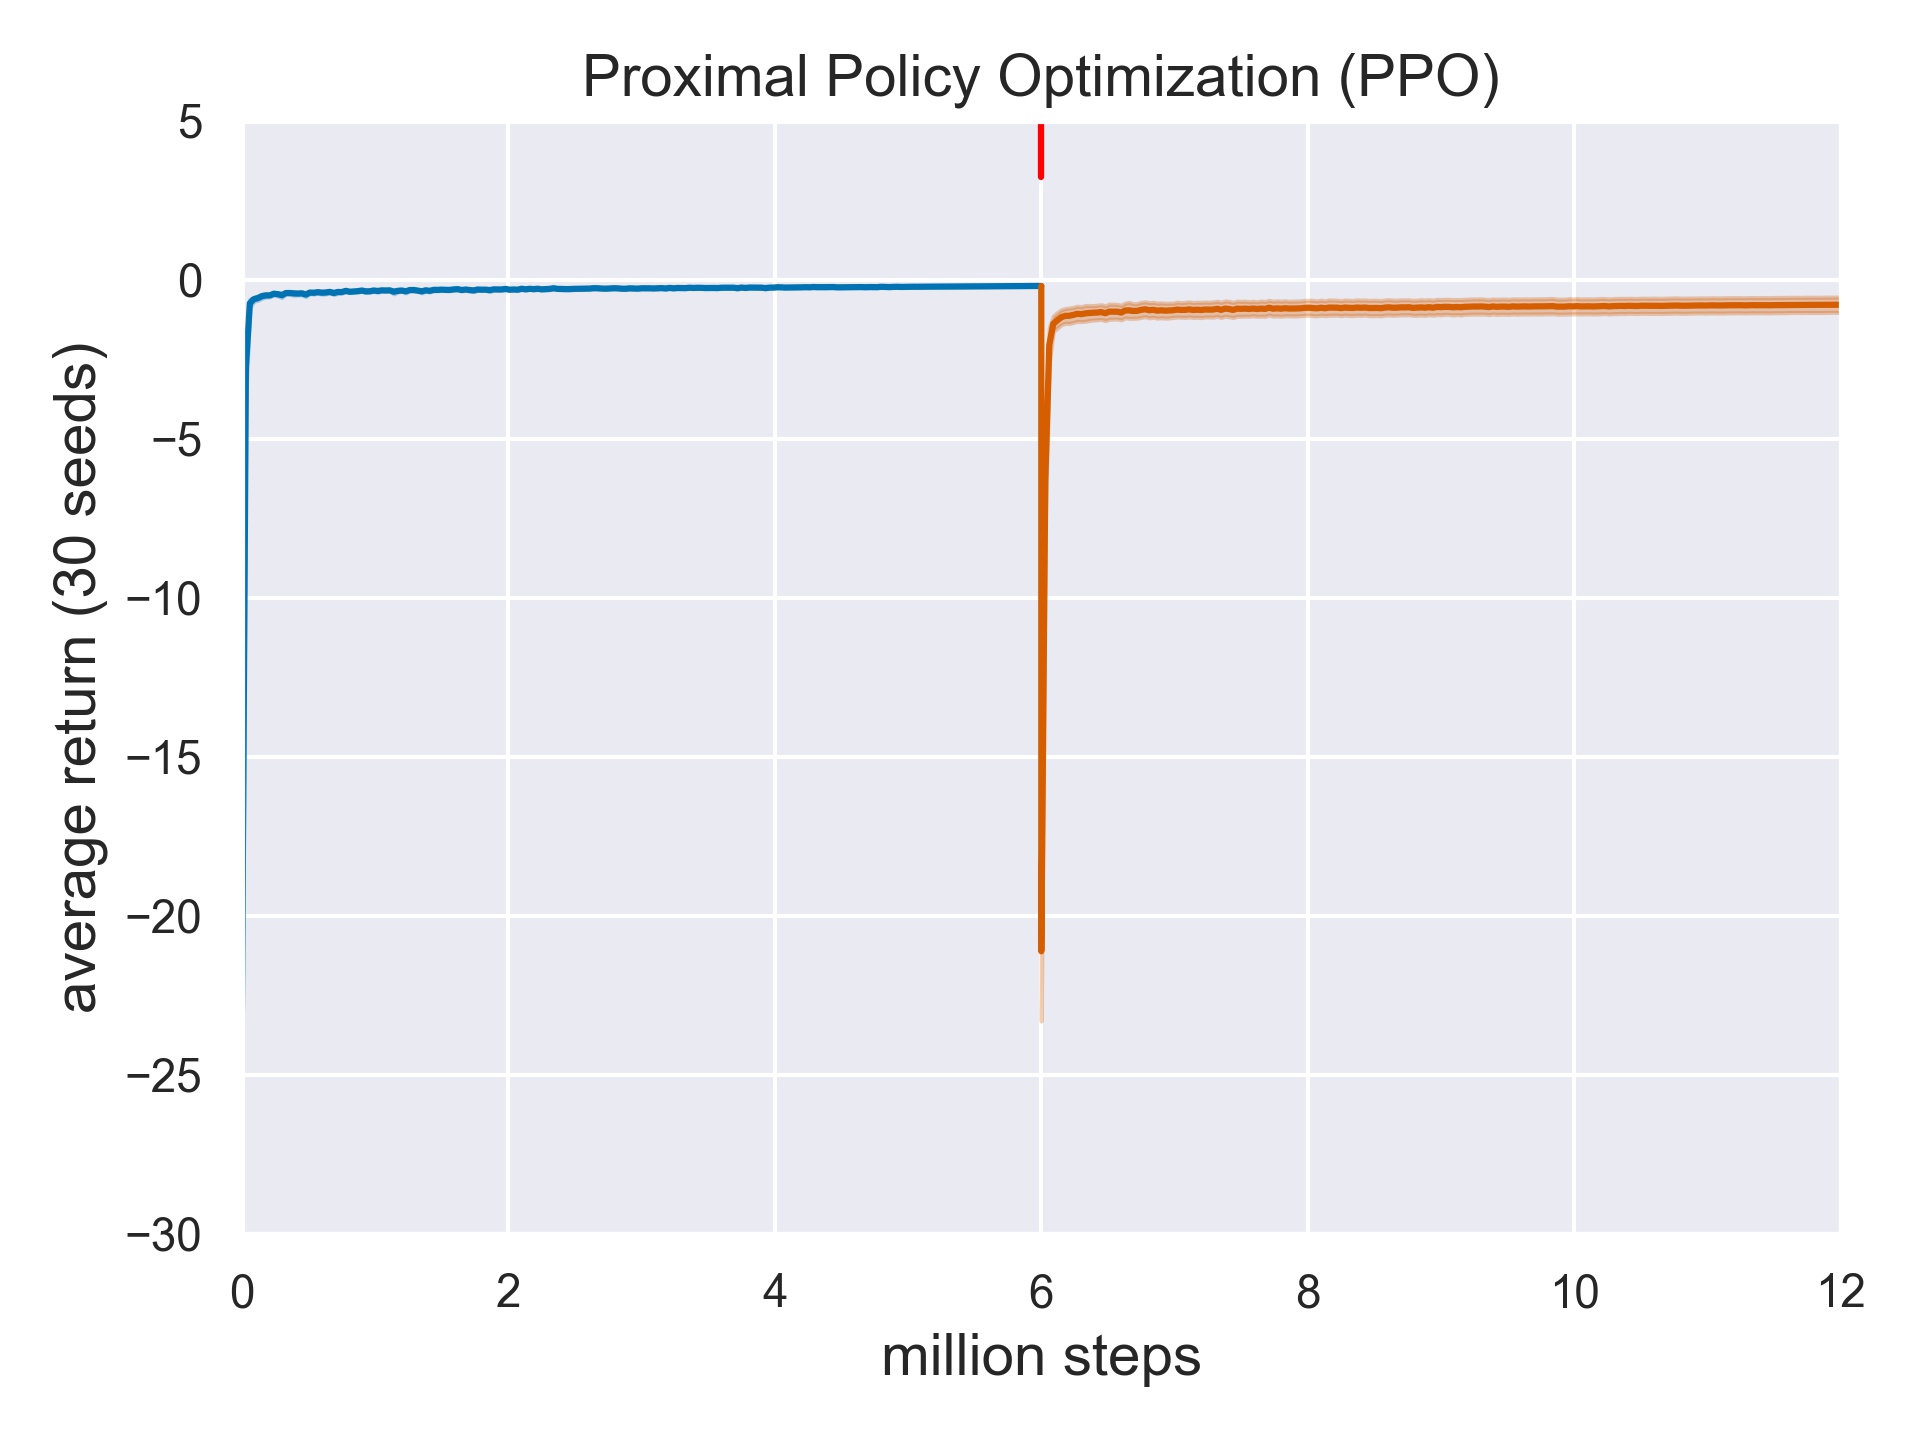 Proximal Policy Optimization (PPO)
5
0
−5
−10
−15
−20
−25
−30
average return (30 seeds)
0 2 4 6 8 10 12
million steps